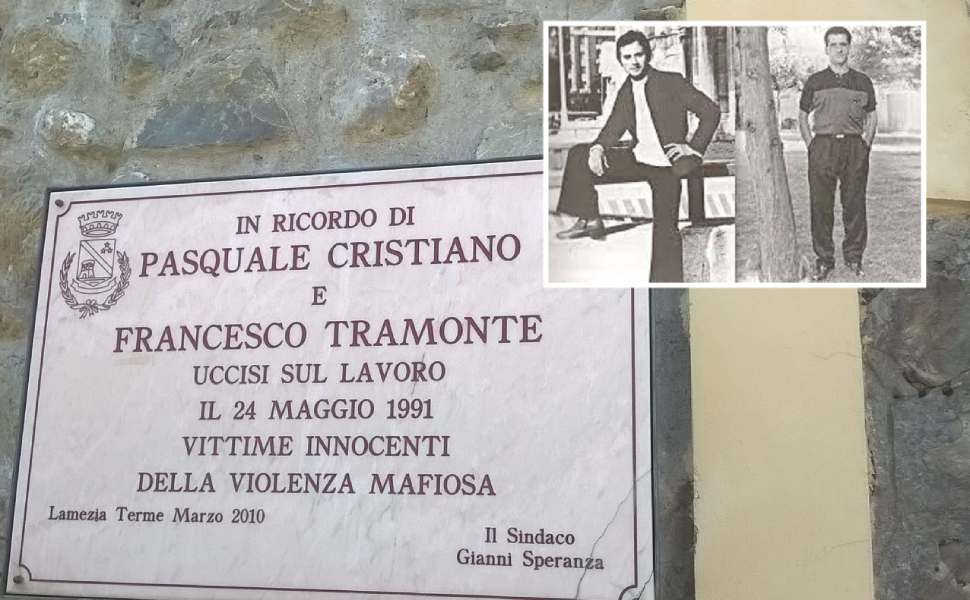 IN RICORDO DI
PASQUALE CRISTIANO
E
FRANCESCO TRAMONTE
UCCISI SUL LAVORO
IL 24 MAGGIO 1991
VITTIME INNOCENTI
DELLA VIOLENZA MAFIOSA
Lamezia Terme Marzo 2010
Il Sindaco
Gianni Speranza